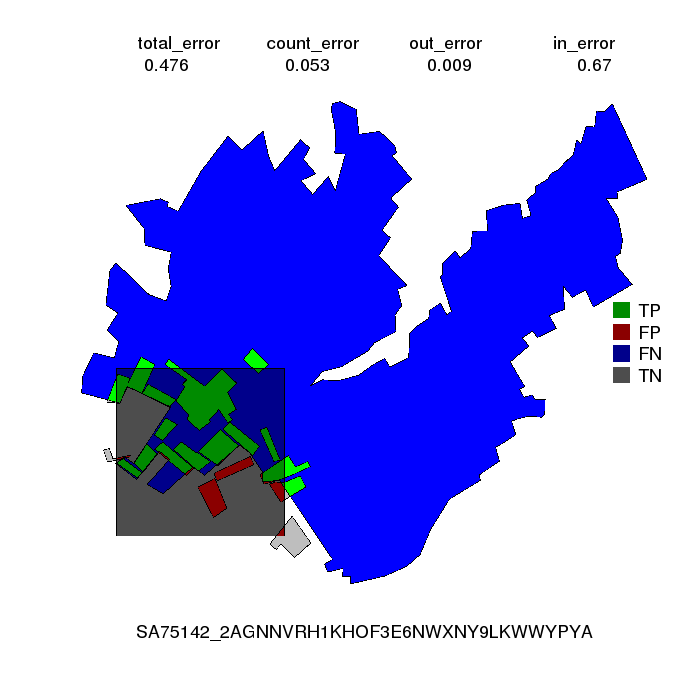 total_error count_error out_error in_error
0.476 0.053 0.009 0.67
TP
FP
FN
TN
SA75142_2AGNNVRH1KHOF3E6NWXNY9LKWWYPYA